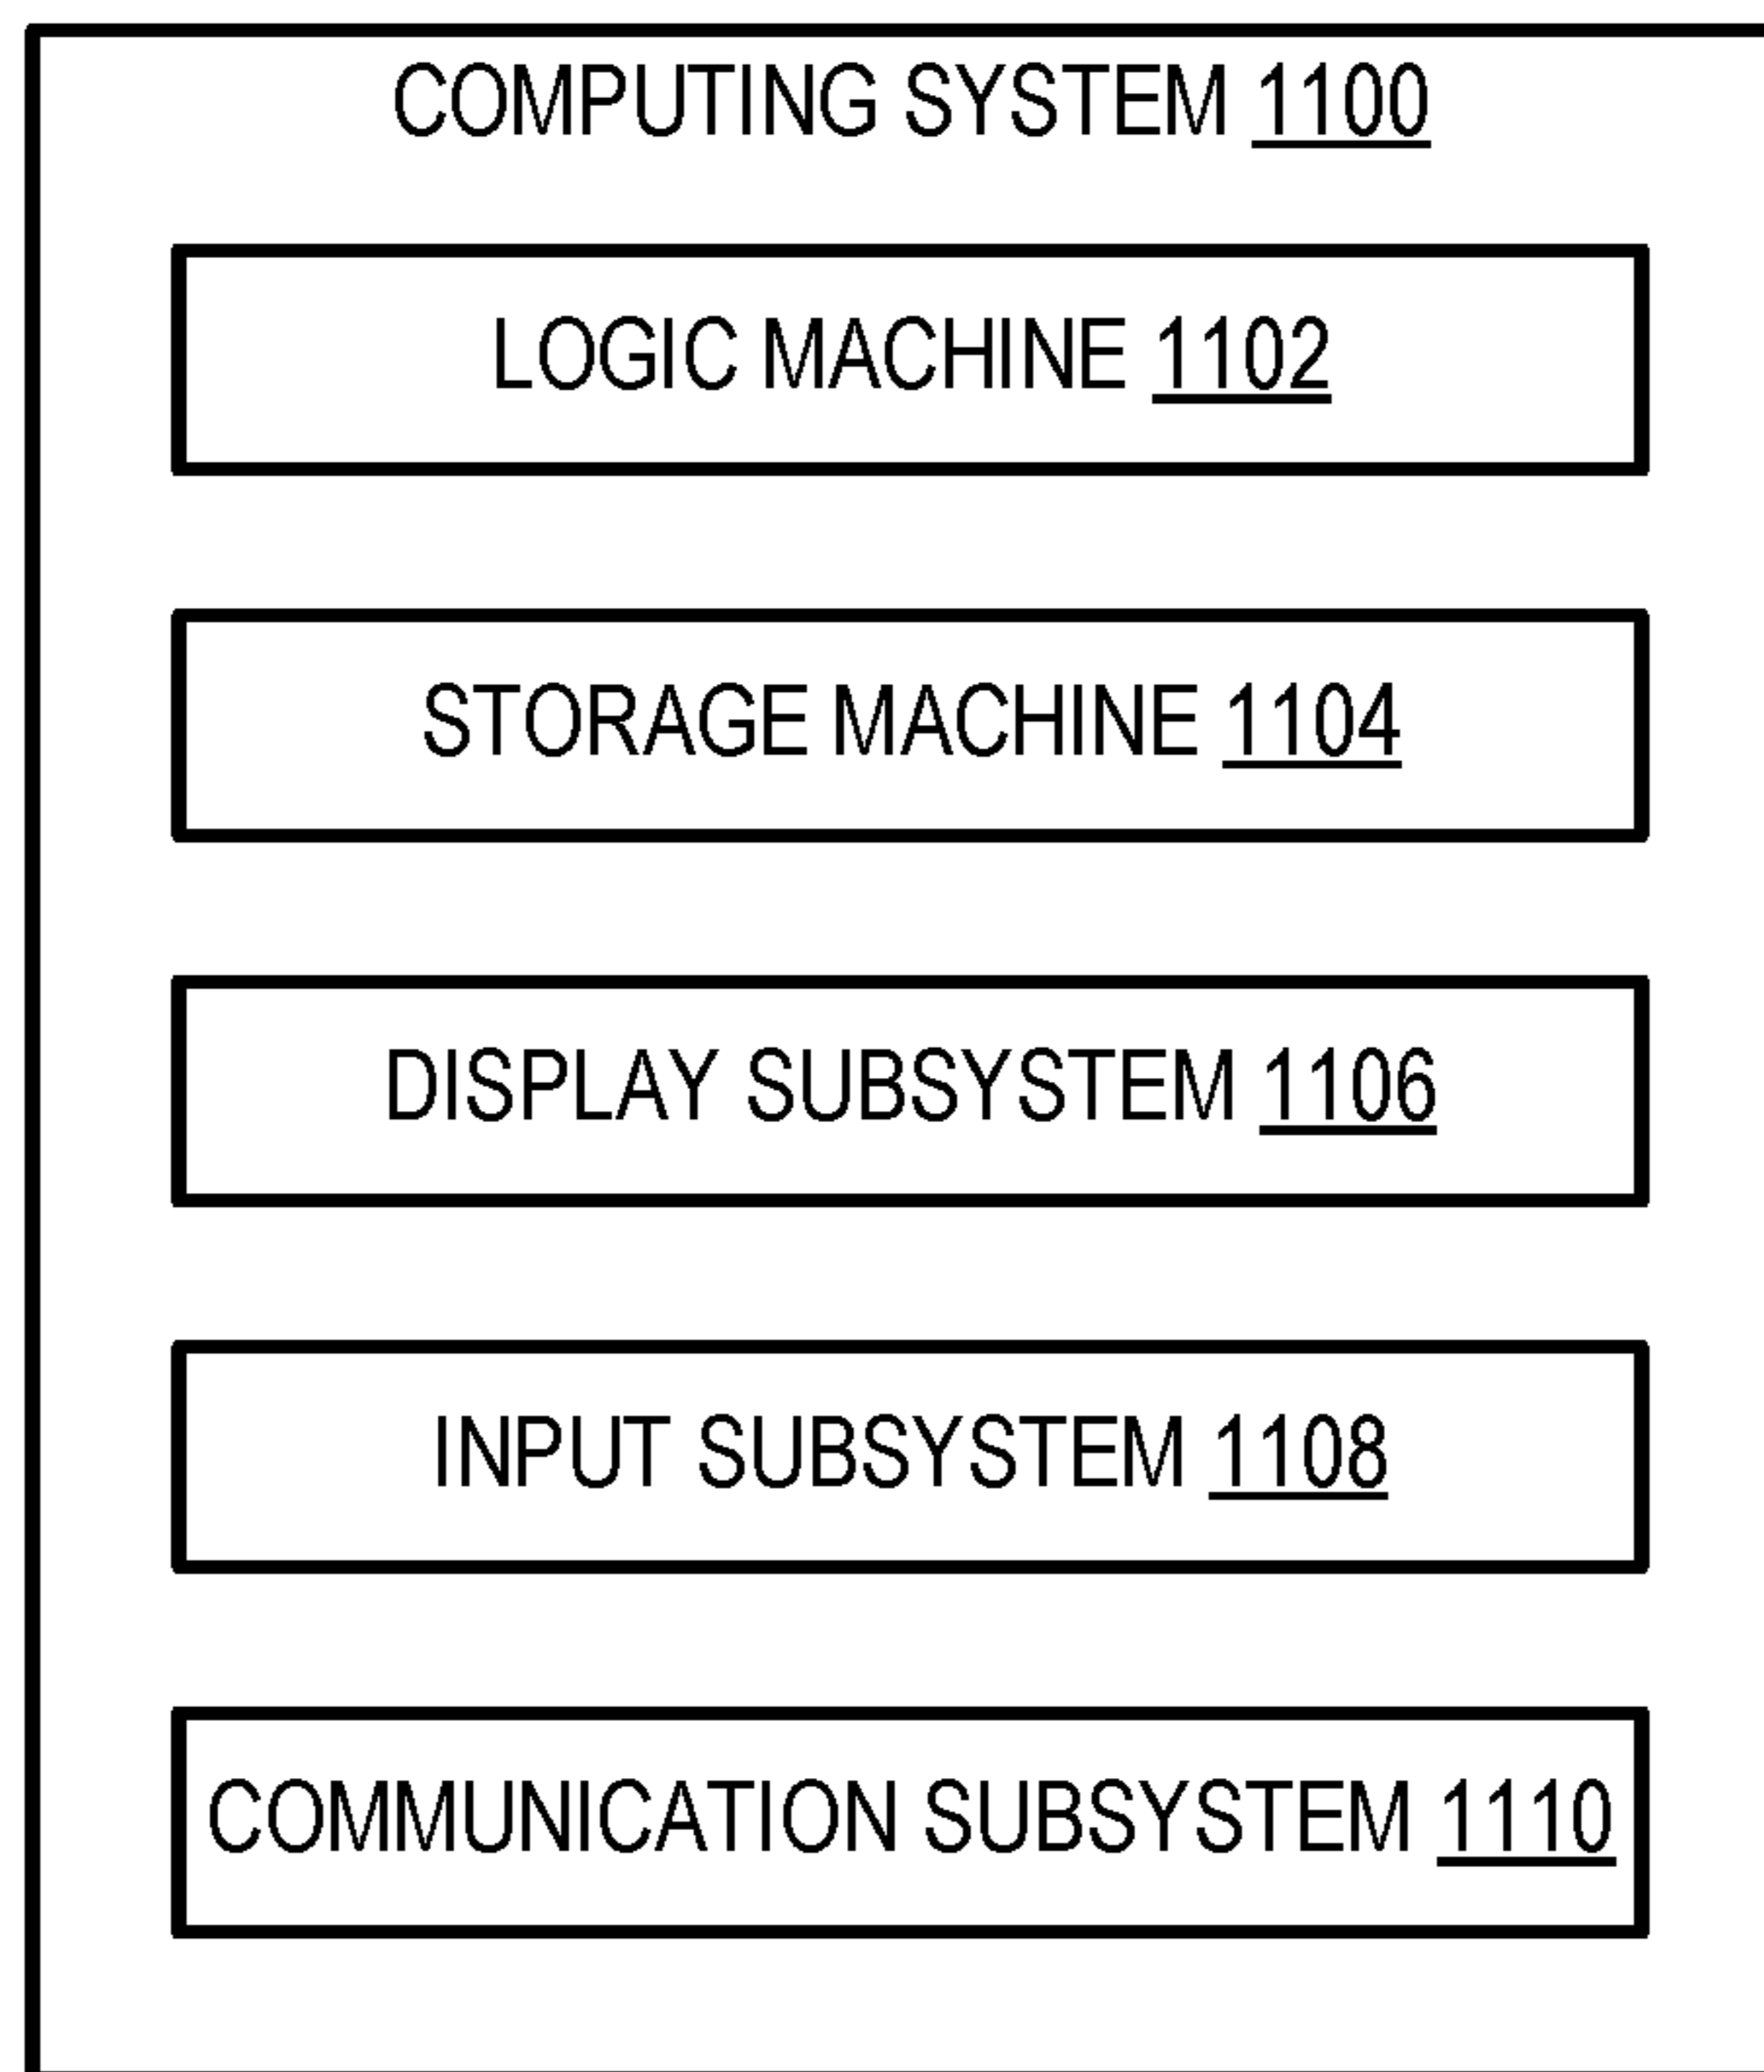 COMPUTING SYSTEM 1100
LOGIC MACHINE 1102
STORAGE MACHINE 1104
DISPLAY SUBSYSTEM 1106
INPUT SUBSYSTEM 1108
COMMUNICATION SUBSYSTEM 1110